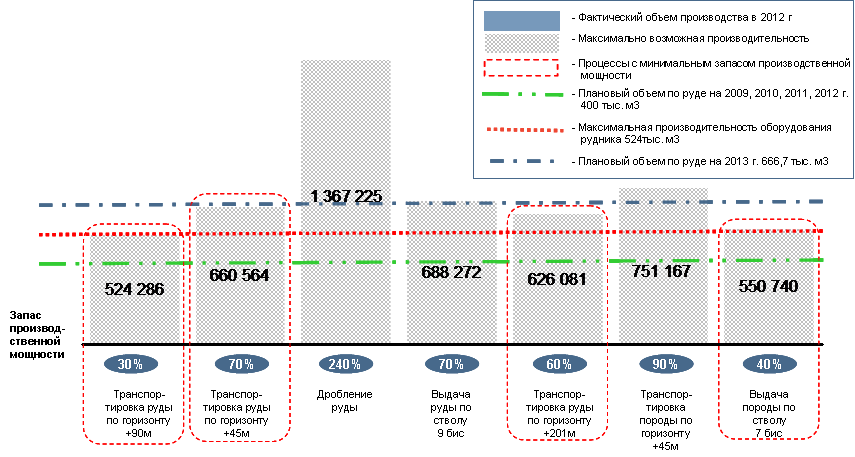 - Фактический объем производства в 2012 г
- Максимально возможная производительность
- Процессы с минимальным запасом производственной
мощности
- Плановый объем по руде на 2009, 2010, 2011, 2012 г.
400 тыс. м3
- Максимальная производительность оборудования
рудника 524тыс. м3
- Плановый объем по руде на 2013 г. 666,7 тыс. м3
524 286
660 564
1 367 225
688 272
626 081
751 167
550 740
Запас
производ-
ственной
мощности
30%
70%
240%
70%
60%
90%
40%
Транспор-
тировка руды
по горизонту
+90м
Транспор-
тировка руды
по горизонту
+45м
Дробление
руды
Выдача
руды по
стволу
9 бис
Транспор-
тировка руды
по горизонту
+201м
Транспор-
тировка
породы по
горизонту
+45м
Выдача
породы по
стволу
7 бис